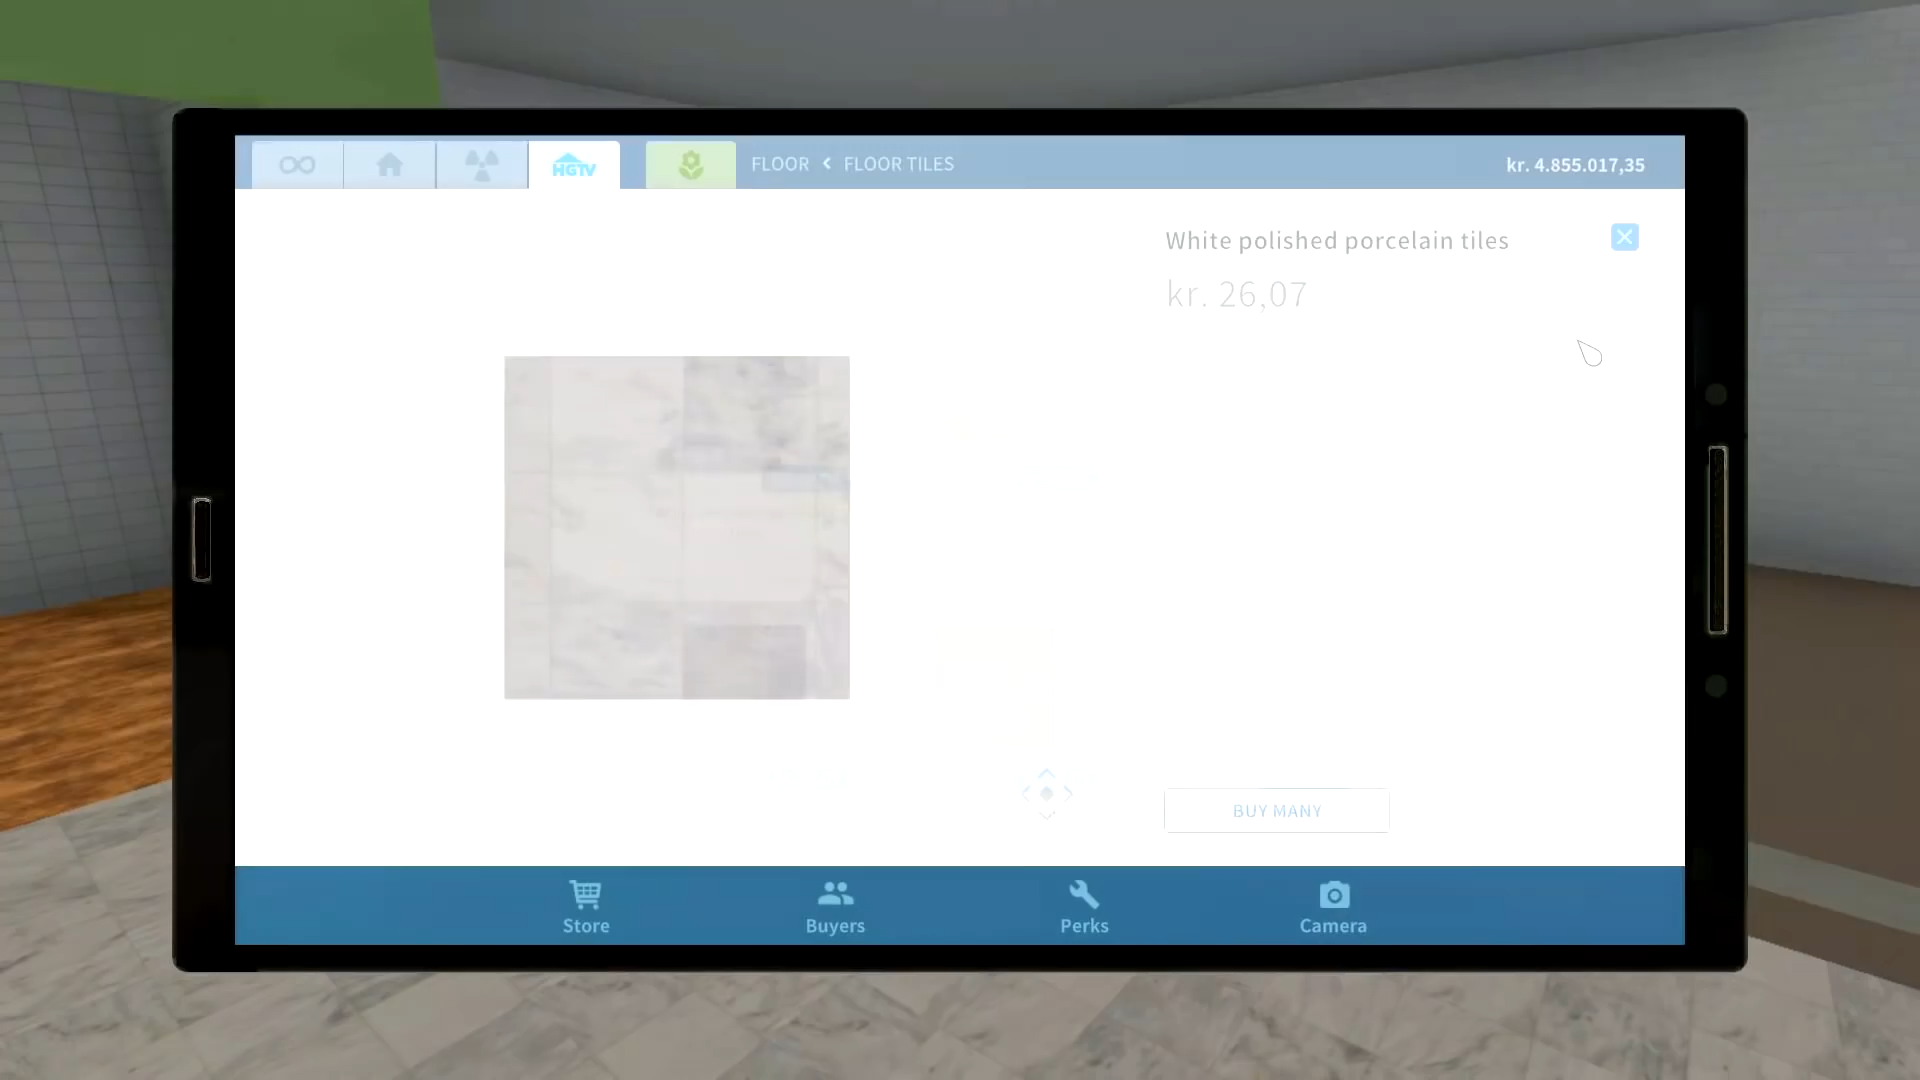 HGTV
FLOOR < FLOOR TILES
kr. 4.855.017,35
White polished porcelain tiles
kr. 26,07
BUY MANY
Store
Buyers
Perks
Camera